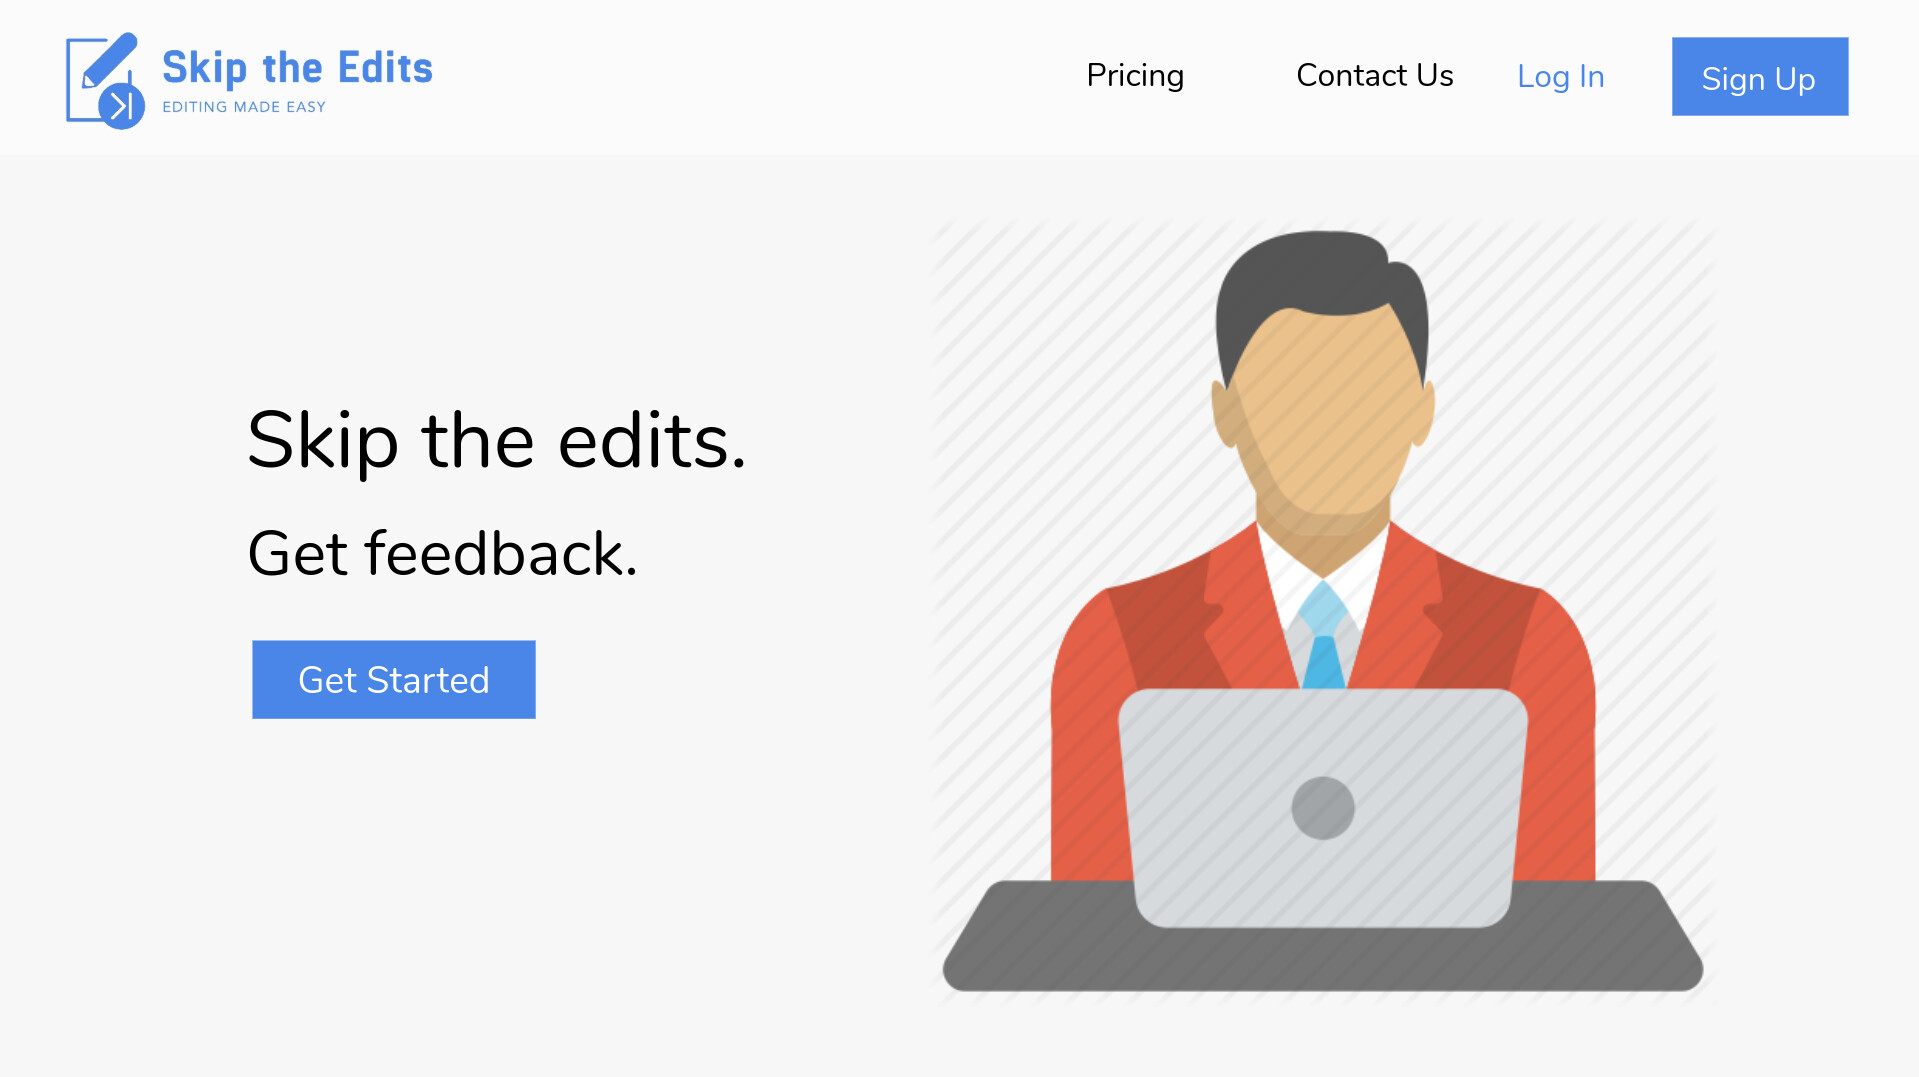 Skip the Edits
EDITING MADE EASY
Pricing
Contact Us
Log In
Sign Up
Skip the edits.
Get feedback.
Get Started